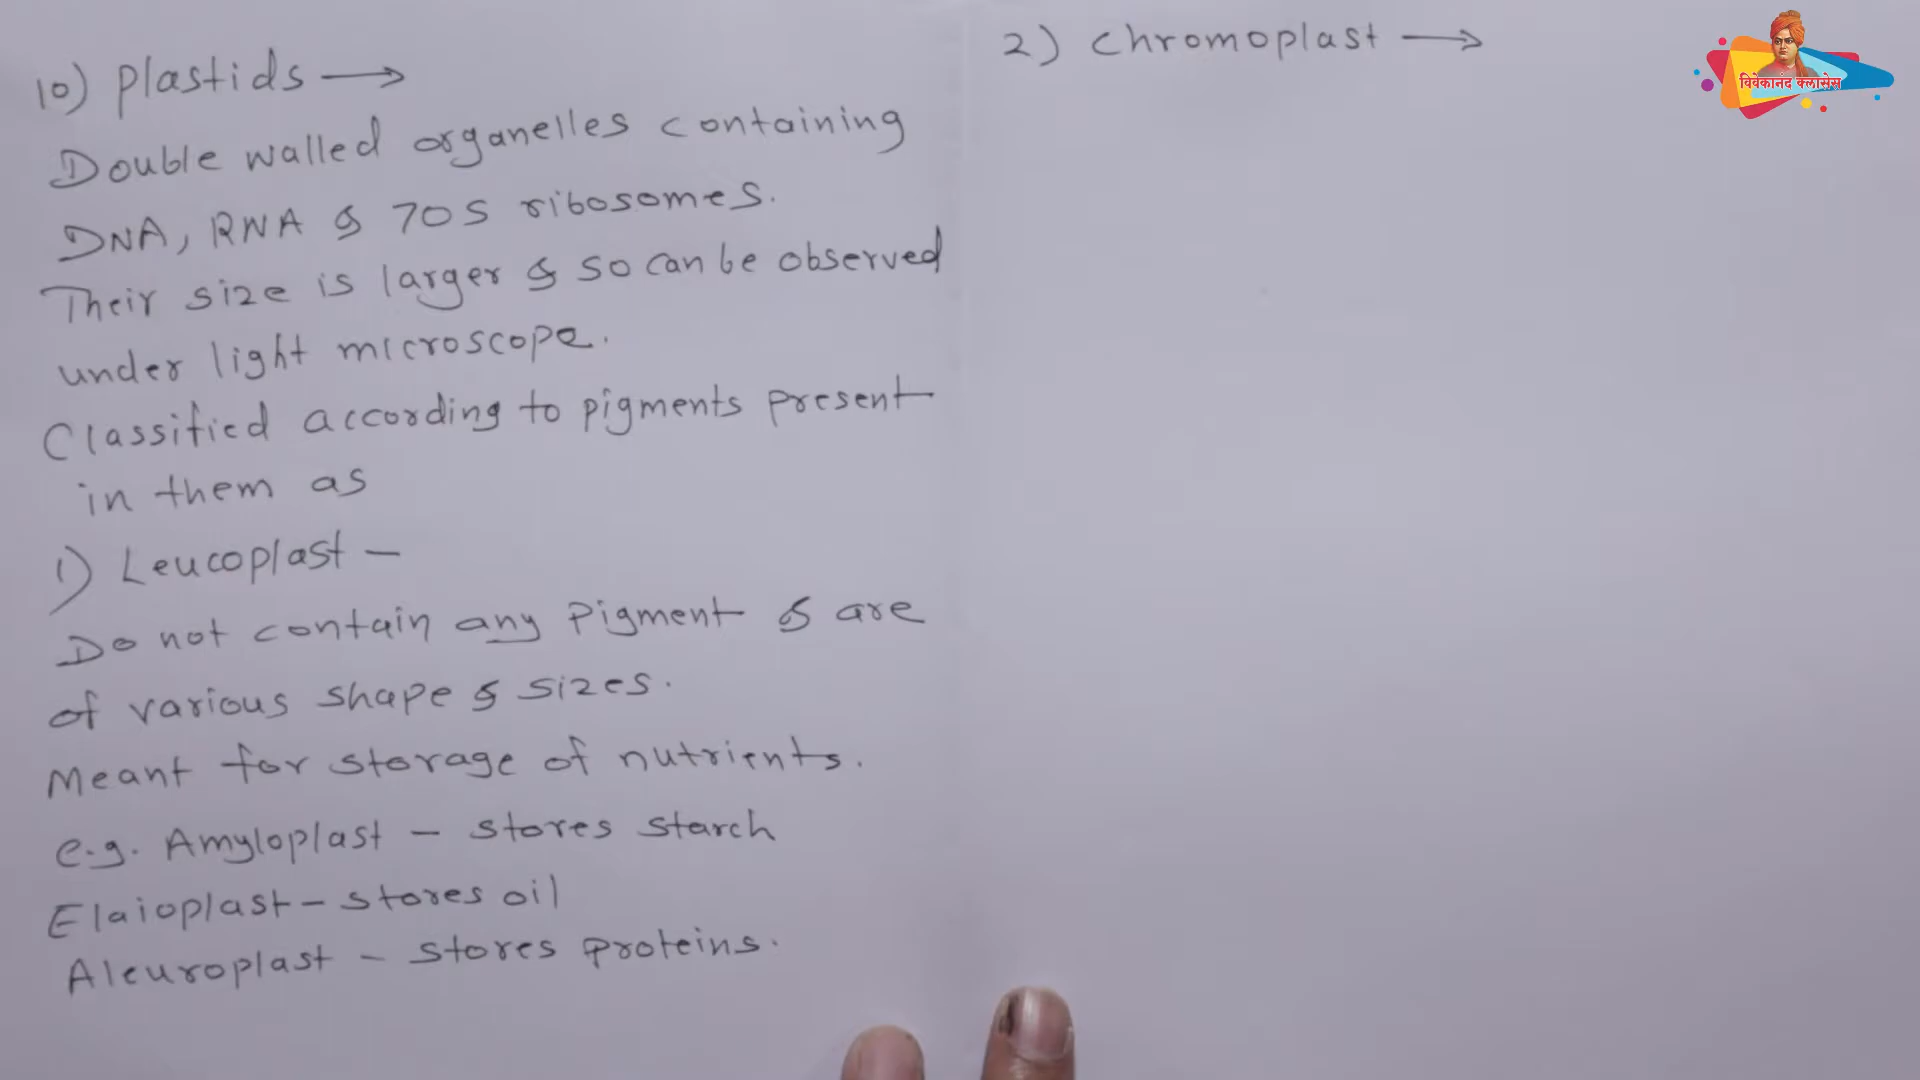 10) Plastids →
Double walled organelles containing
DNA, RNA & 70S ribosomes.
Their size is larger & so can be observed
under light microscope.
Classified according to pigments present
in them as
1) Leucoplast –
Do not contain any Pigment & are
of various shape & sizes.
Meant for storage of nutrients.
e.g. Amyloplast – stores starch
Elaioplast – stores oil
Aleuroplast – stores proteins.
2) Chromoplast →
विवेकानंद क्लासेस